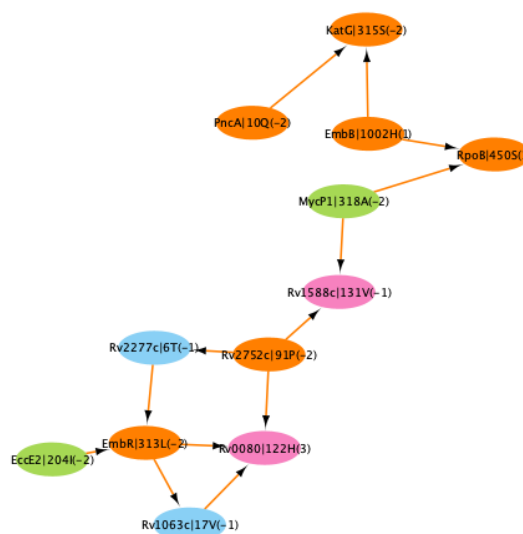 KatG|315S(-2)
PncA|10Q(-2)
EmbB|1002H(1)
RpoB|450S(
MycP1|318A(-2)
Rv1588c|131V(-1)
Rv2277c|6T(-1)
Rv2752c|91P(-2)
EmbR|313L(-2)
Rv0080|122H(3)
EccE2|204I(-2)
Rv1063c|17V(-1)